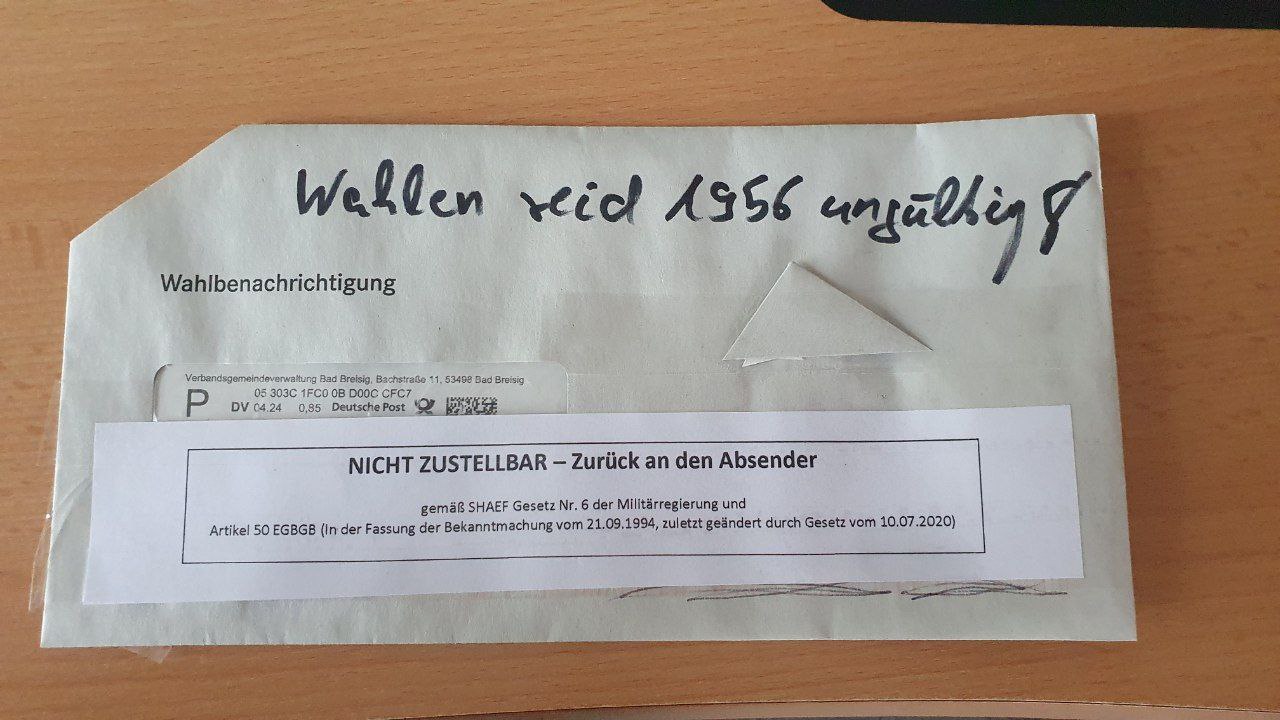 Wahlen seid 1956 ungültig
Wahlbenachrichtigung
Verbandsgemeindeverwaltung Bad Breisig, Bachstraße 11, 53498 Bad Breisig
P
05 303C 1FC0 0B D00C CFC7
DV 04.24 0,85 Deutsche Post
NICHT ZUSTELLBAR – Zurück an den Absender
gemäß SHAEF Gesetz Nr. 6 der Militärregierung und
Artikel 50 EGBGB (In der Fassung der Bekanntmachung vom 21.09.1994, zuletzt geändert durch Gesetz vom 10.07.2020)